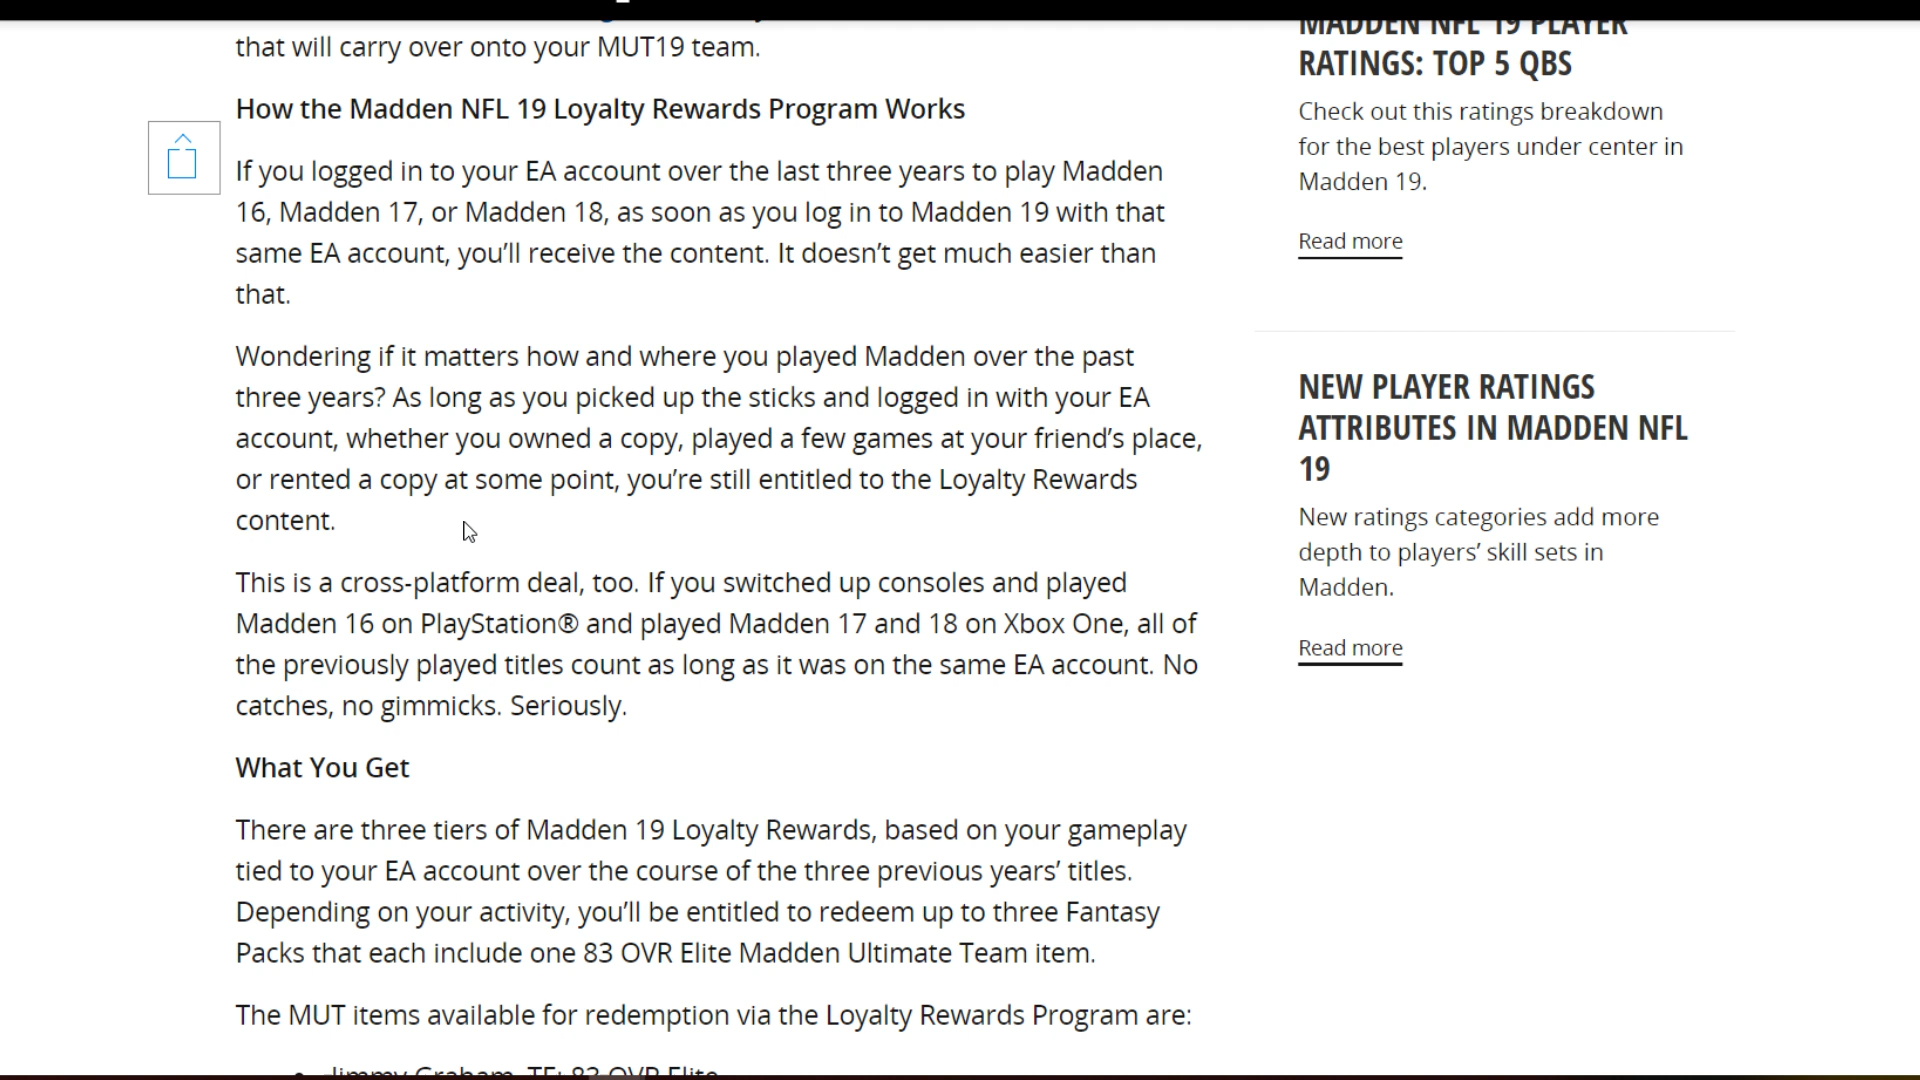 that will carry over onto your MUT19 team.
How the Madden NFL 19 Loyalty Rewards Program Works
If you logged in to your EA account over the last three years to play Madden
16, Madden 17, or Madden 18, as soon as you log in to Madden 19 with that
same EA account, you’ll receive the content. It doesn’t get much easier than
that.
Wondering if it matters how and where you played Madden over the past
three years? As long as you picked up the sticks and logged in with your EA
account, whether you owned a copy, played a few games at your friend’s place,
or rented a copy at some point, you’re still entitled to the Loyalty Rewards
content.
This is a cross-platform deal, too. If you switched up consoles and played
Madden 16 on PlayStation® and played Madden 17 and 18 on Xbox One, all of
the previously played titles count as long as it was on the same EA account. No
catches, no gimmicks. Seriously.
What You Get
There are three tiers of Madden 19 Loyalty Rewards, based on your gameplay
tied to your EA account over the course of the three previous years’ titles.
Depending on your activity, you’ll be entitled to redeem up to three Fantasy
Packs that each include one 83 OVR Elite Madden Ultimate Team item.
The MUT items available for redemption via the Loyalty Rewards Program are:
• Jimmy Graham, TE: 83 OVR Elite
MADDEN NFL 19 PLAYER
RATINGS: TOP 5 QBS
Check out this ratings breakdown
for the best players under center in
Madden 19.
Read more
NEW PLAYER RATINGS
ATTRIBUTES IN MADDEN NFL
19
New ratings categories add more
depth to players’ skill sets in
Madden.
Read more